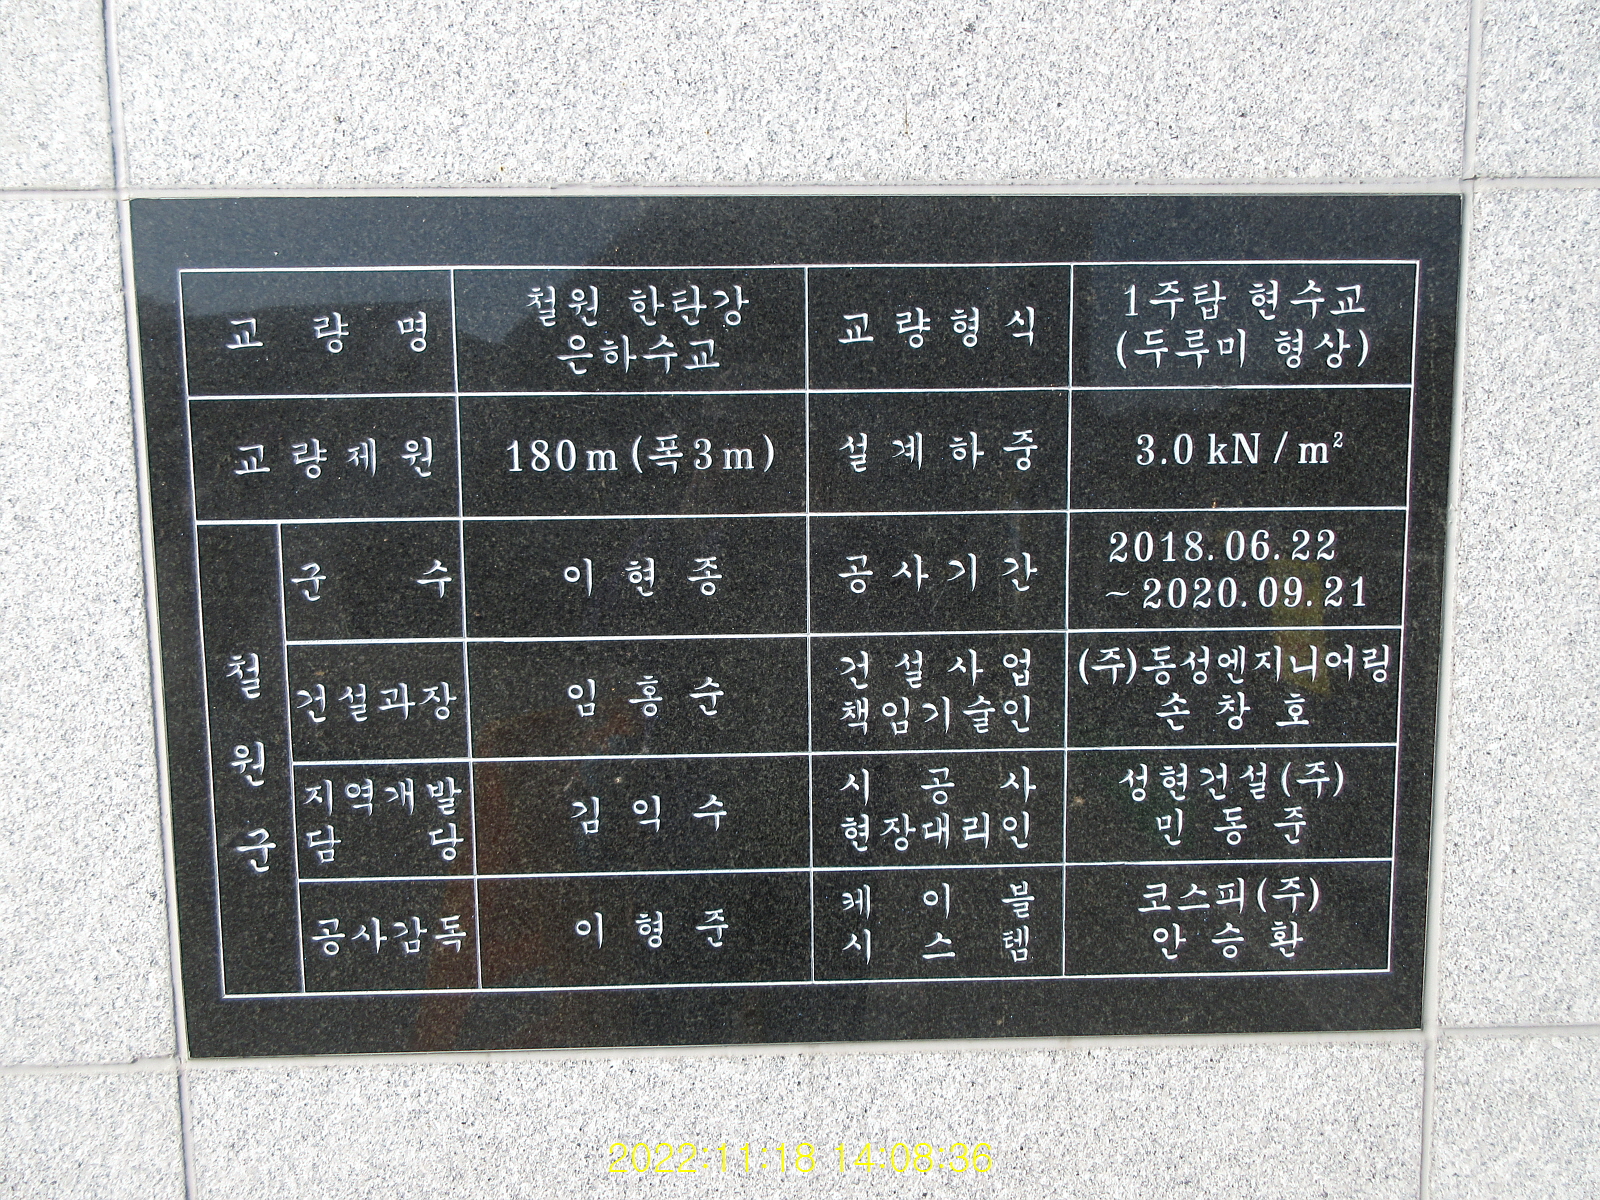 교량명
철원 한탄강
은하수교
교량형식
1주탑 현수교
(두루미 형상)
교량제원
180m(폭3m)
설계하중
3.0 kN/m²
철원군
군수
이현종
공사기간
2018.06.22
~2020.09.21
건설과장
임홍순
건설사업
책임기술인
(주)동성엔지니어링
손창호
지역개발
담당
김익수
시공사
현장대리인
성현건설(주)
민동준
공사감독
이형준
케이블
시스템
코스피(주)
안승환
2022:11:18 14:08:36